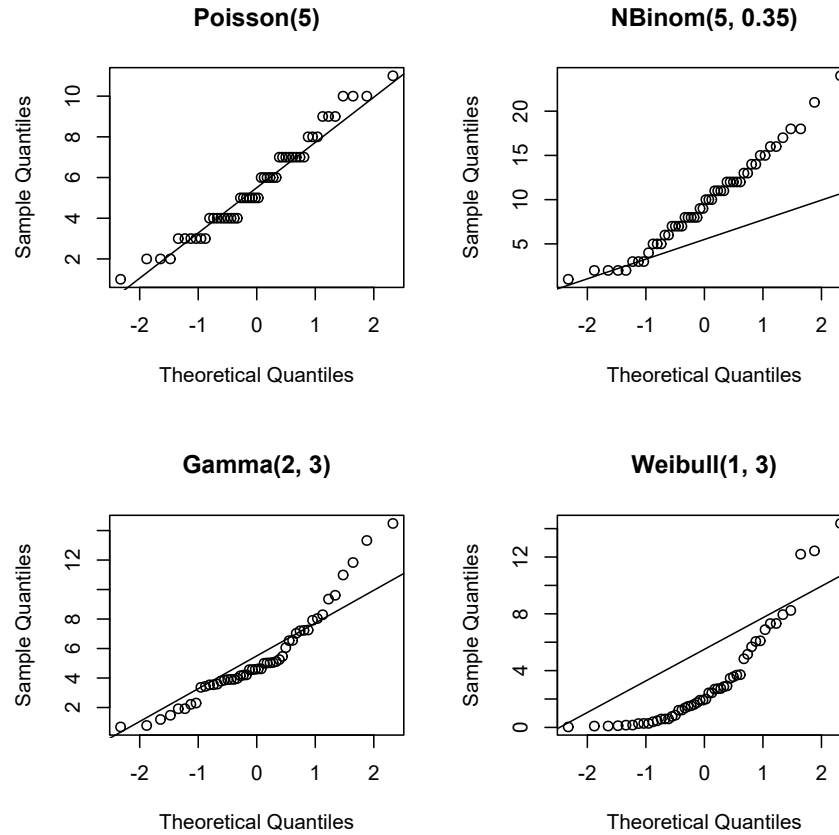 Poisson(5)
Sample Quantiles
10
8
6
4
2
-2 -1 0 1 2
Theoretical Quantiles
NBinom(5, 0.35)
Sample Quantiles
20
15
10
5
-2 -1 0 1 2
Theoretical Quantiles
Gamma(2, 3)
Sample Quantiles
12
8
6
4
2
-2 -1 0 1 2
Theoretical Quantiles
Weibull(1, 3)
Sample Quantiles
12
8
4
0
-2 -1 0 1 2
Theoretical Quantiles